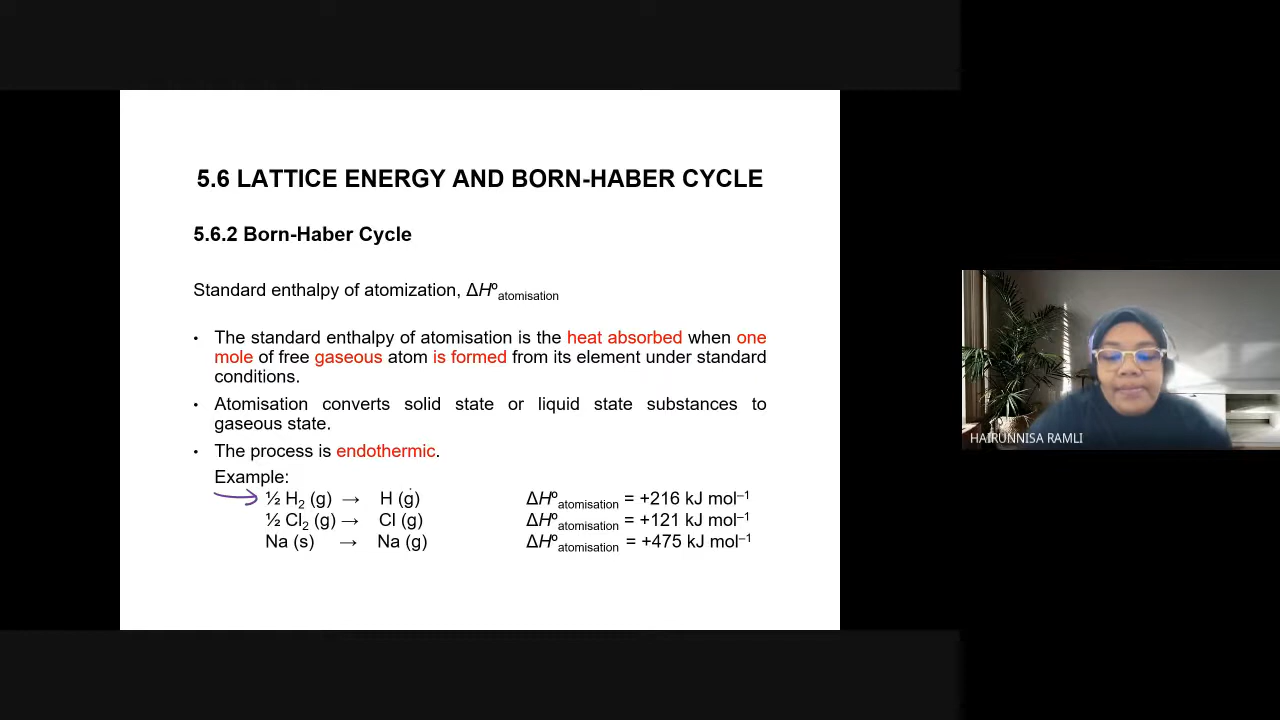 5.6 LATTICE ENERGY AND BORN-HABER CYCLE
5.6.2 Born-Haber Cycle
Standard enthalpy of atomization, ΔHº atomisation
• The standard enthalpy of atomisation is the heat absorbed when one
mole of free gaseous atom is formed from its element under standard
conditions.
• Atomisation converts solid state or liquid state substances to
gaseous state.
• The process is endothermic.
Example:
½ H₂ (g) → H (g) ΔHº atomisation = +216 kJ mol⁻¹
½ Cl₂ (g) → Cl (g) ΔHº atomisation = +121 kJ mol⁻¹
Na (s) → Na (g) ΔHº atomisation = +475 kJ mol⁻¹
HAIRUNNISA RAMLI